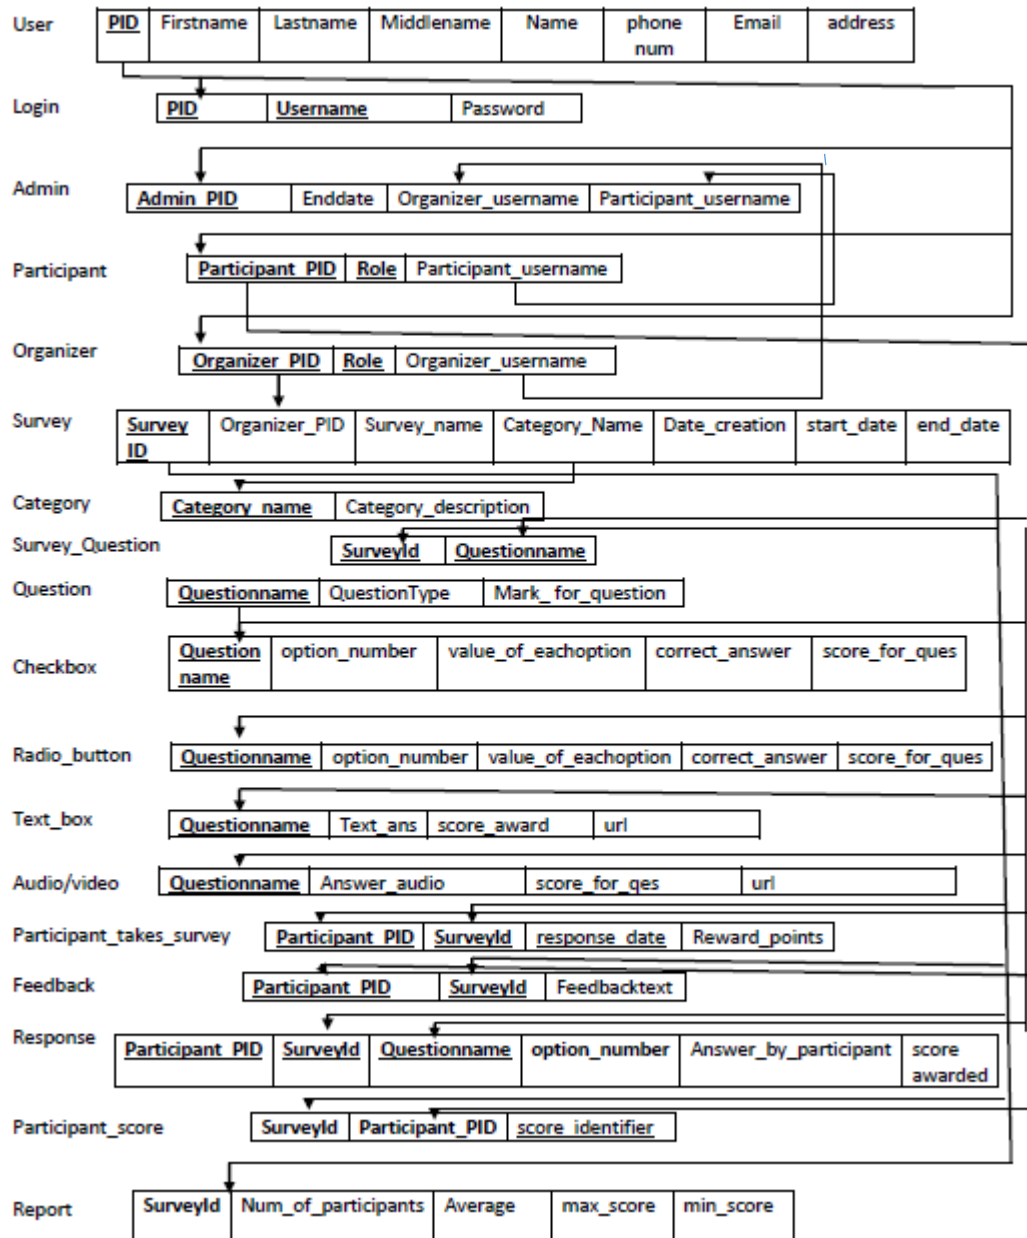 User PID Firstname Lastname Middlename Name phone Email address
num
Login PID Username Password
Admin Admin_PID Enddate Organizer_username Participant_username
Participant Participant_PID Role Participant_username
Organizer Organizer_PID Role Organizer_username
Survey Survey Organizer_PID Survey_name Category_Name Date_creation start_date end_date
ID
Category Category_name Category_description
Survey_Question SurveyId Questionname
Question Questionname QuestionType Mark_ for_question
Checkbox Question option_number value_of_eachoption correct_answer score_for_ques
name
Radio_button Questionname option_number value_of_eachoption correct_answer score_for_ques
Text_box Questionname Text_ans score_award url
Audio/video Questionname Answer_audio score_for_qes url
Participant_takes_survey Participant_PID SurveyId response_date Reward_points
Feedback Participant_PID SurveyId Feedbacktext
Response Participant_PID SurveyId Questionname option_number Answer_by_participant score
awarded
Participant_score SurveyId Participant_PID score_identifier
Report SurveyId Num_of_participants Average max_score min_score